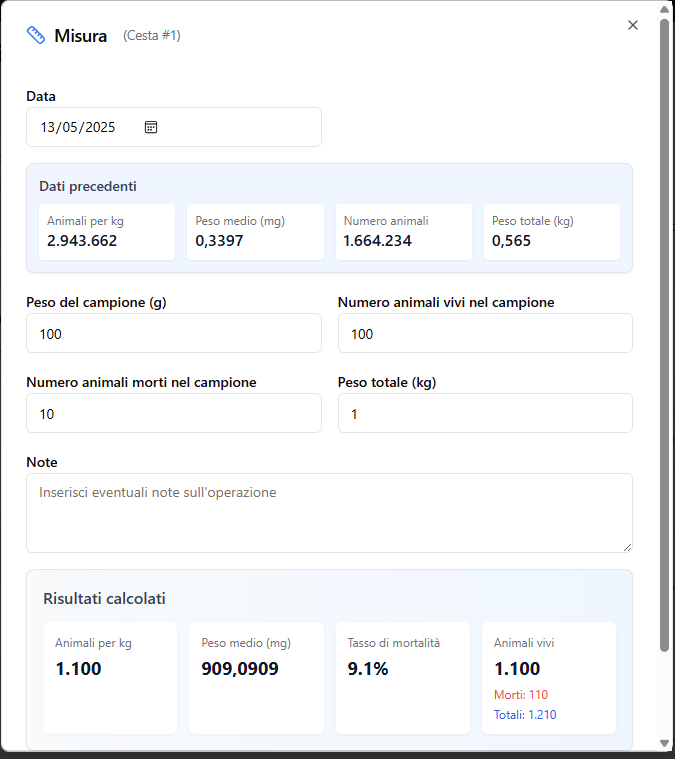 Misura (Cesta #1)
Data
13/05/2025
Dati precedenti
Animali per kg
2.943.662
Peso medio (mg)
0,3397
Numero animali
1.664.234
Peso totale (kg)
0,565
Peso del campione (g)
100
Numero animali vivi nel campione
100
Numero animali morti nel campione
10
Peso totale (kg)
1
Note
Inserisci eventuali note sull'operazione
Risultati calcolati
Animali per kg
1.100
Peso medio (mg)
909,0909
Tasso di mortalità
9.1%
Animali vivi
1.100
Morti: 110
Totali: 1.210